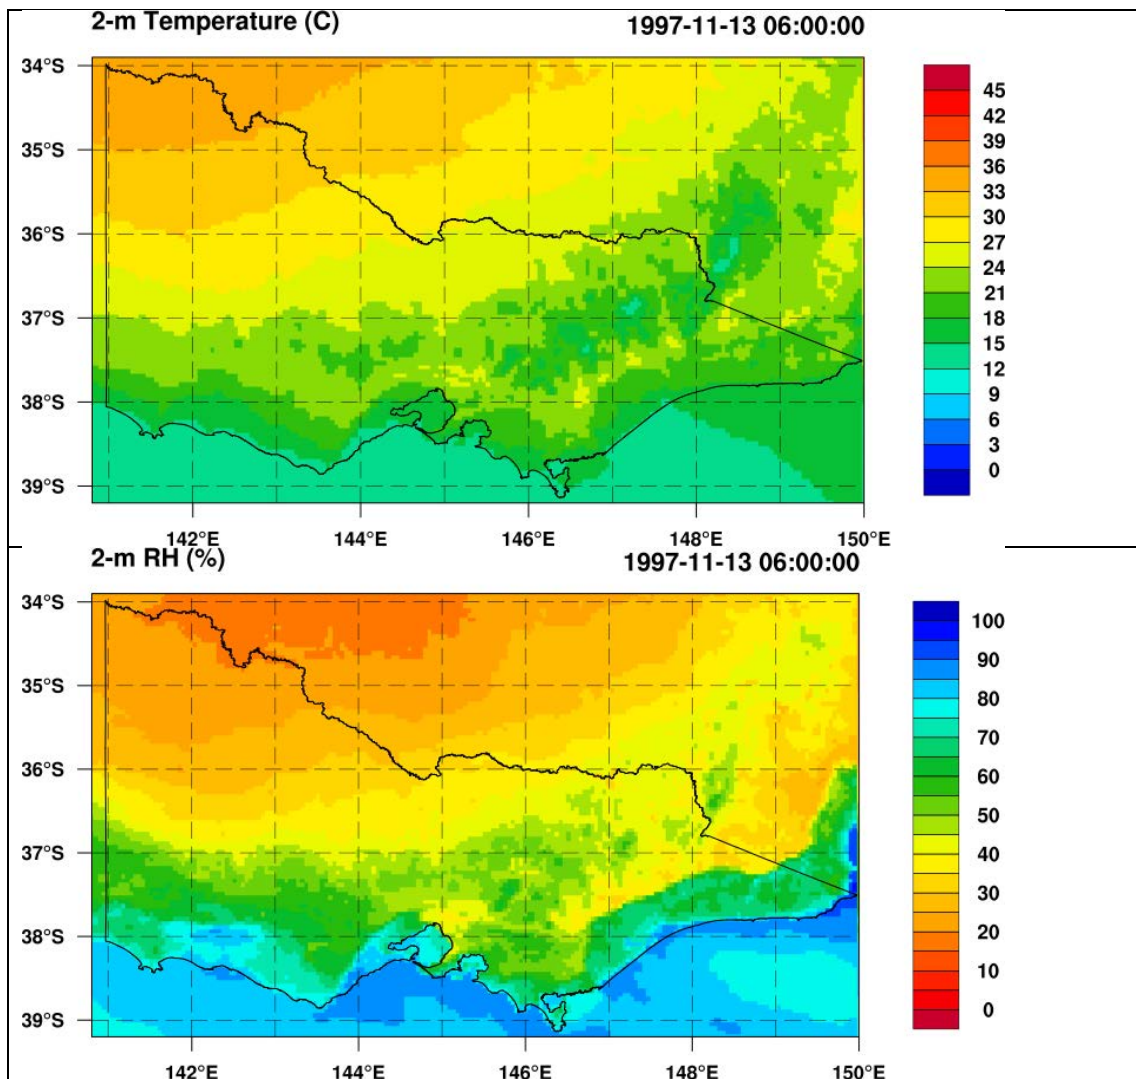 2-m Temperature (C) 1997-11-13 06:00:00
34°S
35°S
36°S
37°S
38°S
39°S
142°E 144°E 146°E 148°E 150°E
45
42
39
36
33
30
27
24
21
18
15
12
9
6
3
0
2-m RH (%) 1997-11-13 06:00:00
34°S
35°S
36°S
37°S
38°S
39°S
142°E 144°E 146°E 148°E 150°E
100
90
80
70
60
50
40
30
20
10
0